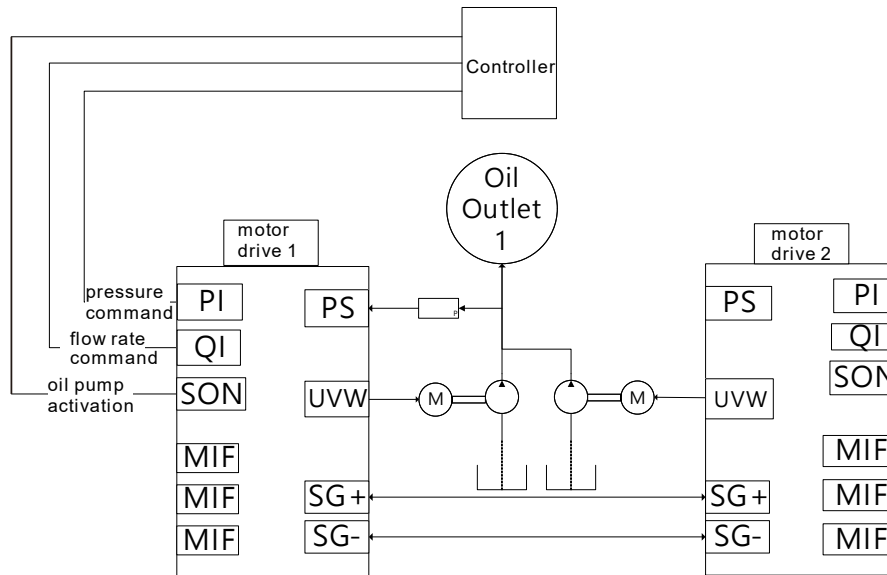 Controller
Oil
Outlet
1
motor
drive 1
motor
drive 2
pressure
command
PI
PS
P
PS
PI
flow rate
command
QI
QI
oil pump
activation
SON
UVW
M
M
UVW
SON
MIF
MIF
MIF
SG+
SG+
MIF
MIF
SG-
SG-
MIF